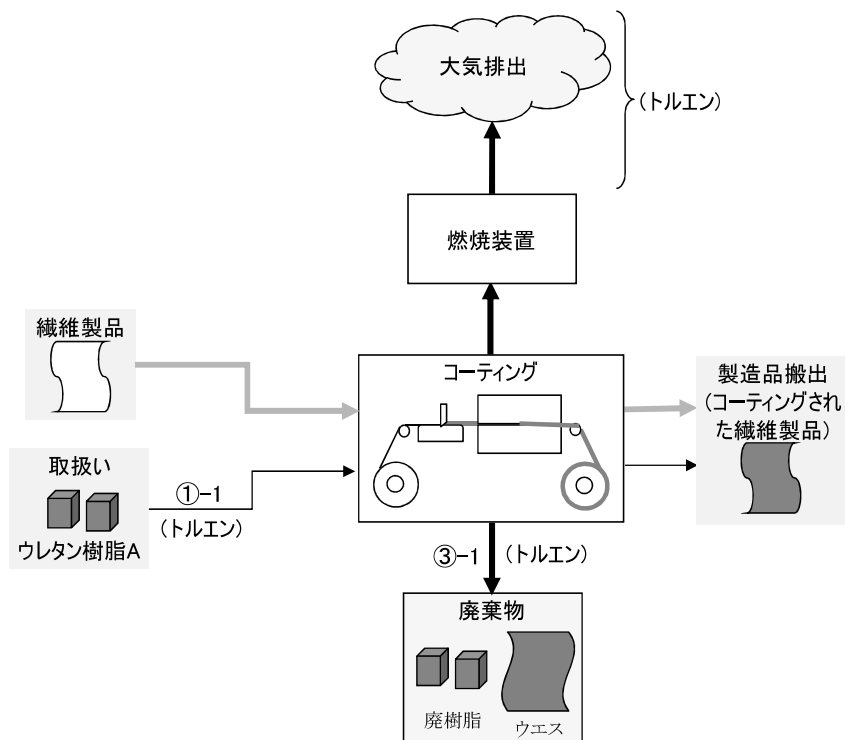 大気排出
(トルエン)
燃焼装置
繊維製品
コーティング
製造品搬出
(コーティングされ
た繊維製品)
取扱い
①-1
(トルエン)
ウレタン樹脂A
③-1
(トルエン)
廃棄物
廃樹脂
ウエス